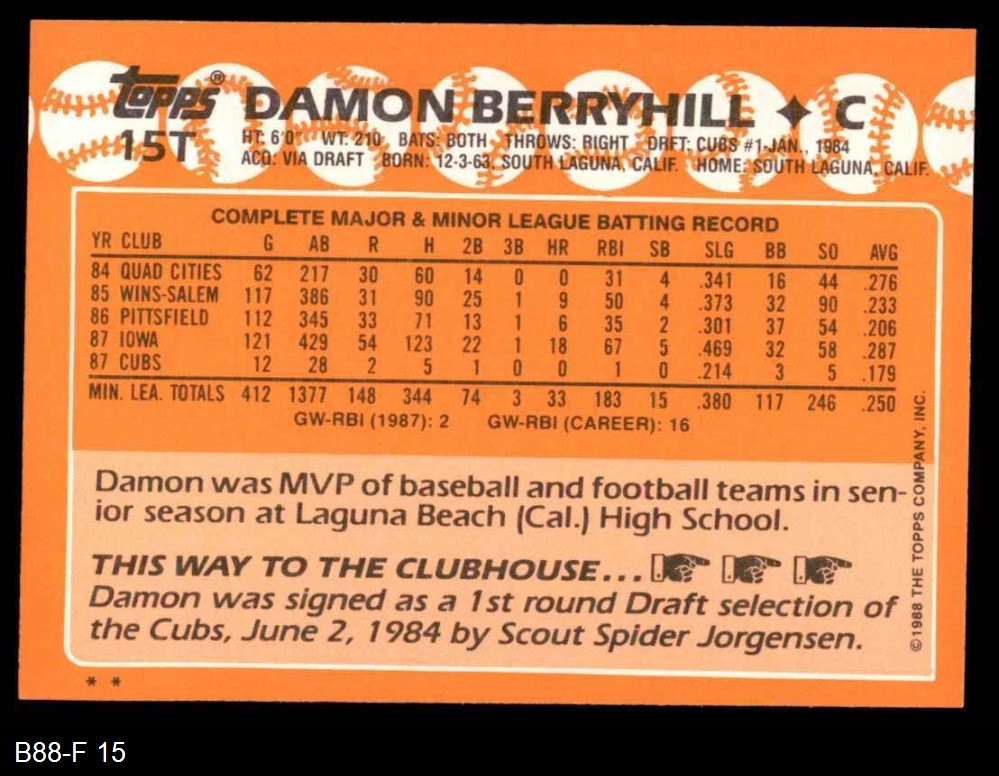 topps® DAMON BERRYHILL ♦ C
15T
HT: 6'0" WT: 210 BATS: BOTH THROWS: RIGHT DRFT: CUBS #1-JAN., 1984
ACQ: VIA DRAFT BORN: 12-3-63, SOUTH LAGUNA, CALIF. HOME: SOUTH LAGUNA, CALIF.
COMPLETE MAJOR & MINOR LEAGUE BATTING RECORD
YR CLUB G AB R H 2B 3B HR RBI SB SLG BB SO AVG
84 QUAD CITIES 62 217 30 60 14 0 0 31 4 .341 16 44 .276
85 WINS-SALEM 117 386 31 90 25 1 9 50 4 .373 32 90 .233
86 PITTSFIELD 112 345 33 71 13 1 6 35 2 .301 37 54 .206
87 IOWA 121 429 54 123 22 1 18 67 5 .469 32 58 .287
87 CUBS 12 28 2 5 1 0 0 1 0 .214 3 5 .179
MIN. LEA. TOTALS 412 1377 148 344 74 3 33 183 15 .380 117 246 .250
GW-RBI (1987): 2 GW-RBI (CAREER): 16
Damon was MVP of baseball and football teams in sen-
ior season at Laguna Beach (Cal.) High School.
THIS WAY TO THE CLUBHOUSE...
Damon was signed as a 1st round Draft selection of
the Cubs, June 2, 1984 by Scout Spider Jorgensen.
©1988 THE TOPPS COMPANY, INC.
* *
B88-F 15